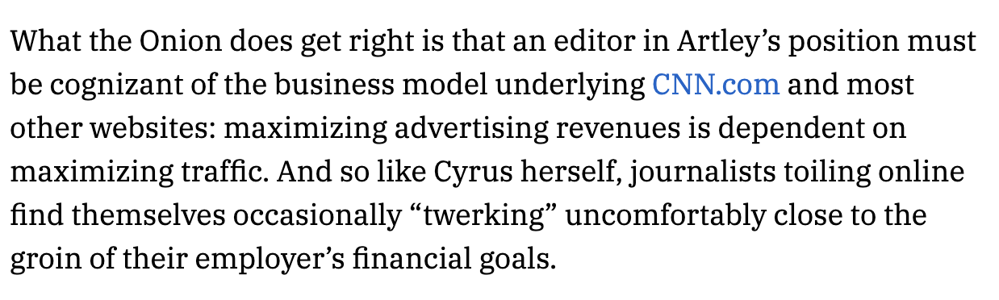 What the Onion does get right is that an editor in Artley’s position must
be cognizant of the business model underlying CNN.com and most
other websites: maximizing advertising revenues is dependent on
maximizing traffic. And so like Cyrus herself, journalists toiling online
find themselves occasionally “twerking” uncomfortably close to the
groin of their employer’s financial goals.